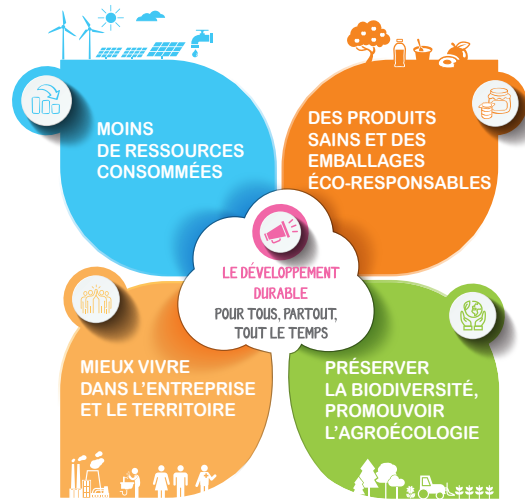 MOINS
DE RESSOURCES
CONSOMMÉES
DES PRODUITS
SAINS ET DES
EMBALLAGES
ÉCO-RESPONSABLES
LE DÉVELOPPEMENT
DURABLE
POUR TOUS, PARTOUT,
TOUT LE TEMPS
MIEUX VIVRE
DANS L'ENTREPRISE
ET LE TERRITOIRE
PRÉSERVER
LA BIODIVERSITÉ,
PROMOUVOIR
L'AGROÉCOLOGIE